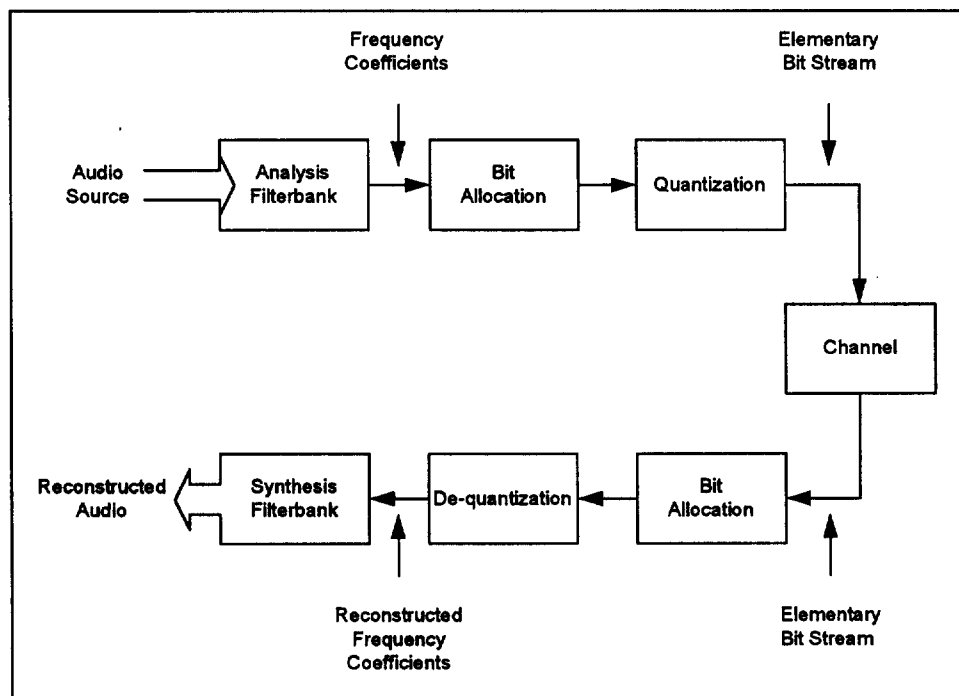 Frequency
Coefficients
Elementary
Bit Stream
Audio
Source
Analysis
Filterbank
Bit
Allocation
Quantization
Channel
Reconstructed
Audio
Synthesis
Filterbank
De-quantization
Bit
Allocation
Reconstructed
Frequency
Coefficients
Elementary
Bit Stream